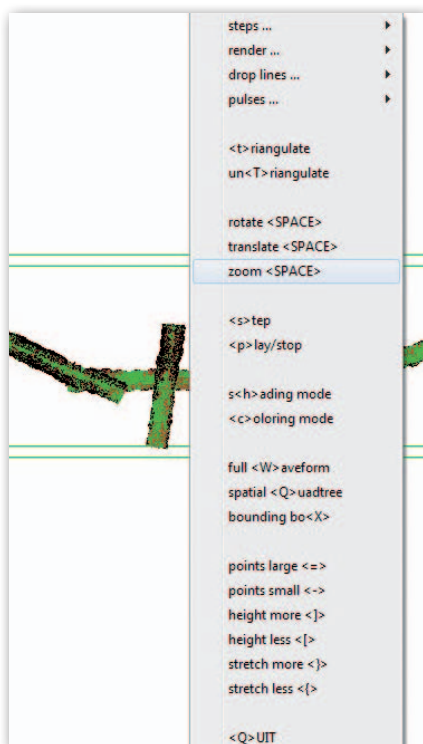 steps ...
render ...
drop lines ...
pulses ...
<t>riangulate
un<T>riangulate
rotate <SPACE>
translate <SPACE>
zoom <SPACE>
<s>tep
<p>lay/stop
s<h>ading mode
<c>oloring mode
full <W>aveform
spatial <Q>uadtree
bounding bo<X>
points large <=>
points small <->
height more <]>
height less <[>
stretch more <}>
stretch less <{>
<Q>UIT